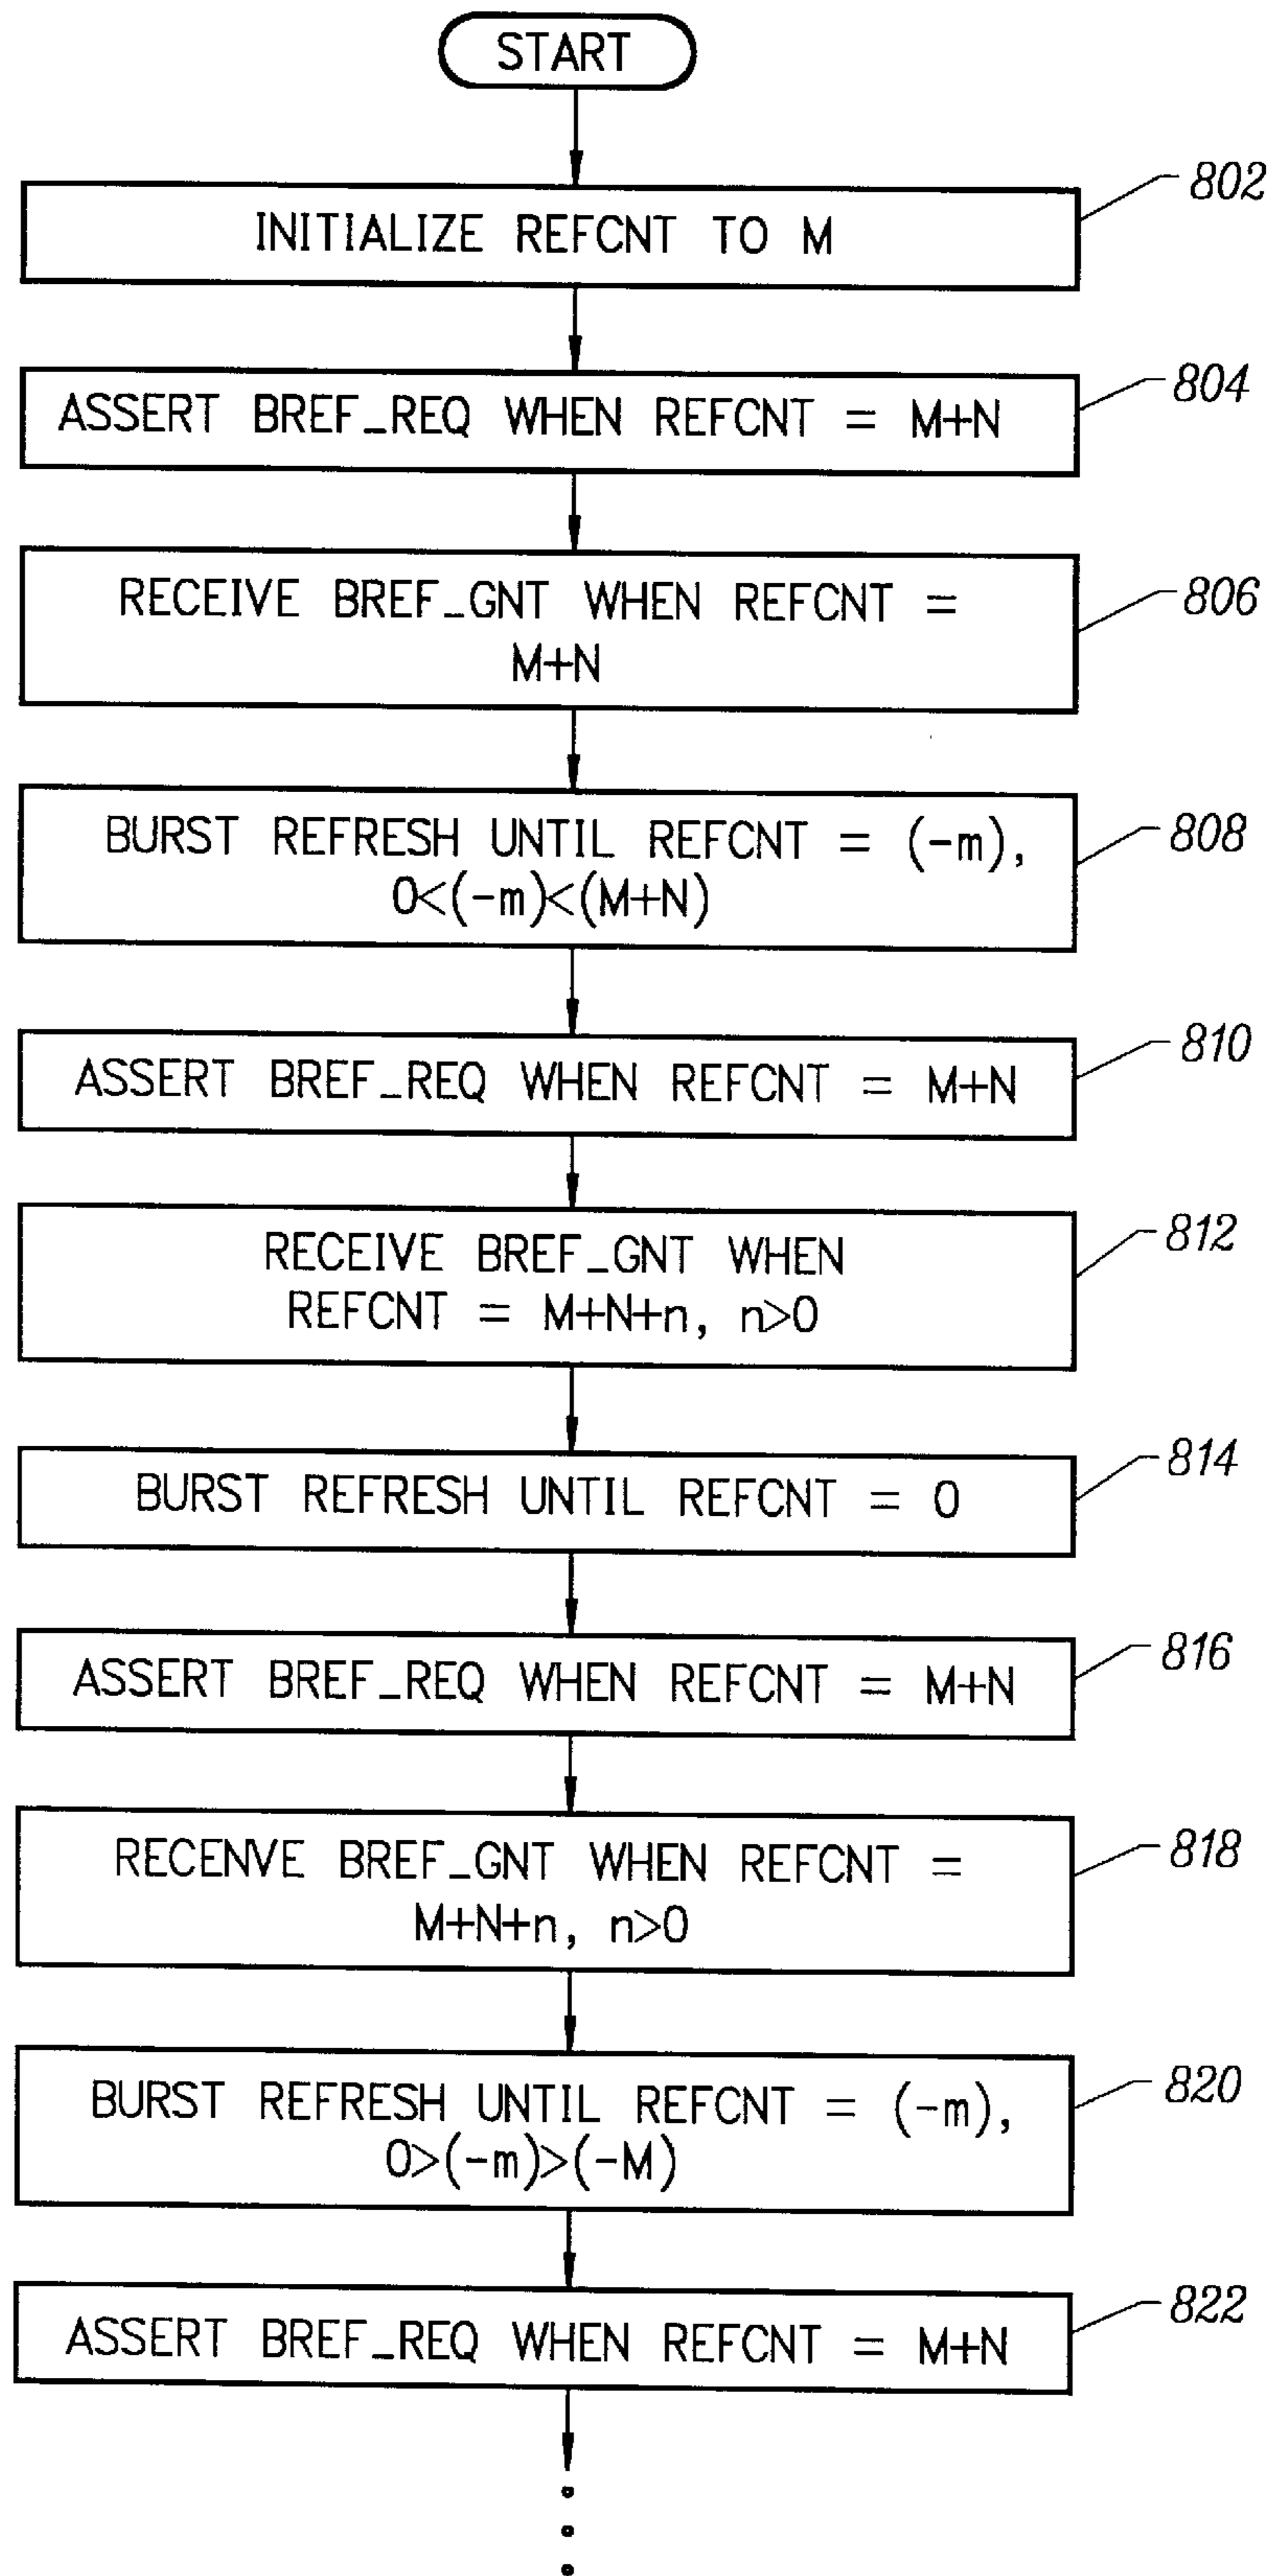 START
802
INITIALIZE REFCNT TO M
804
ASSERT BREF_REQ WHEN REFCNT = M+N
806
RECEIVE BREF_GNT WHEN REFCNT =
M+N
808
BURST REFRESH UNTIL REFCNT = (-m),
0<(-m)<(M+N)
810
ASSERT BREF_REQ WHEN REFCNT = M+N
812
RECEIVE BREF_GNT WHEN
REFCNT = M+N+n, n>0
814
BURST REFRESH UNTIL REFCNT = 0
816
ASSERT BREF_REQ WHEN REFCNT = M+N
818
RECENVE BREF_GNT WHEN REFCNT =
M+N+n, n>0
820
BURST REFRESH UNTIL REFCNT = (-m),
0>(-m)>(-M)
822
ASSERT BREF_REQ WHEN REFCNT = M+N